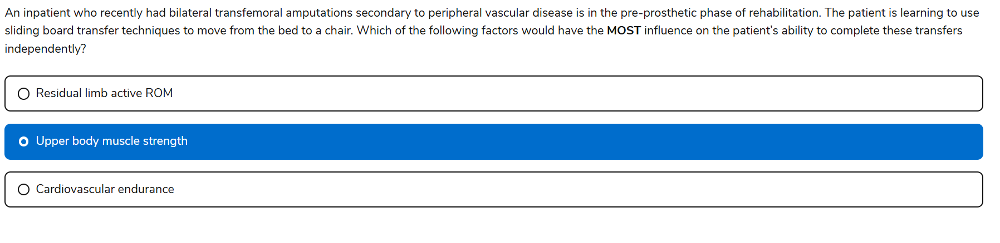 An inpatient who recently had bilateral transfemoral amputations secondary to peripheral vascular disease is in the pre-prosthetic phase of rehabilitation. The patient is learning to use
sliding board transfer techniques to move from the bed to a chair. Which of the following factors would have the MOST influence on the patient’s ability to complete these transfers
independently?
Residual limb active ROM
Upper body muscle strength
Cardiovascular endurance